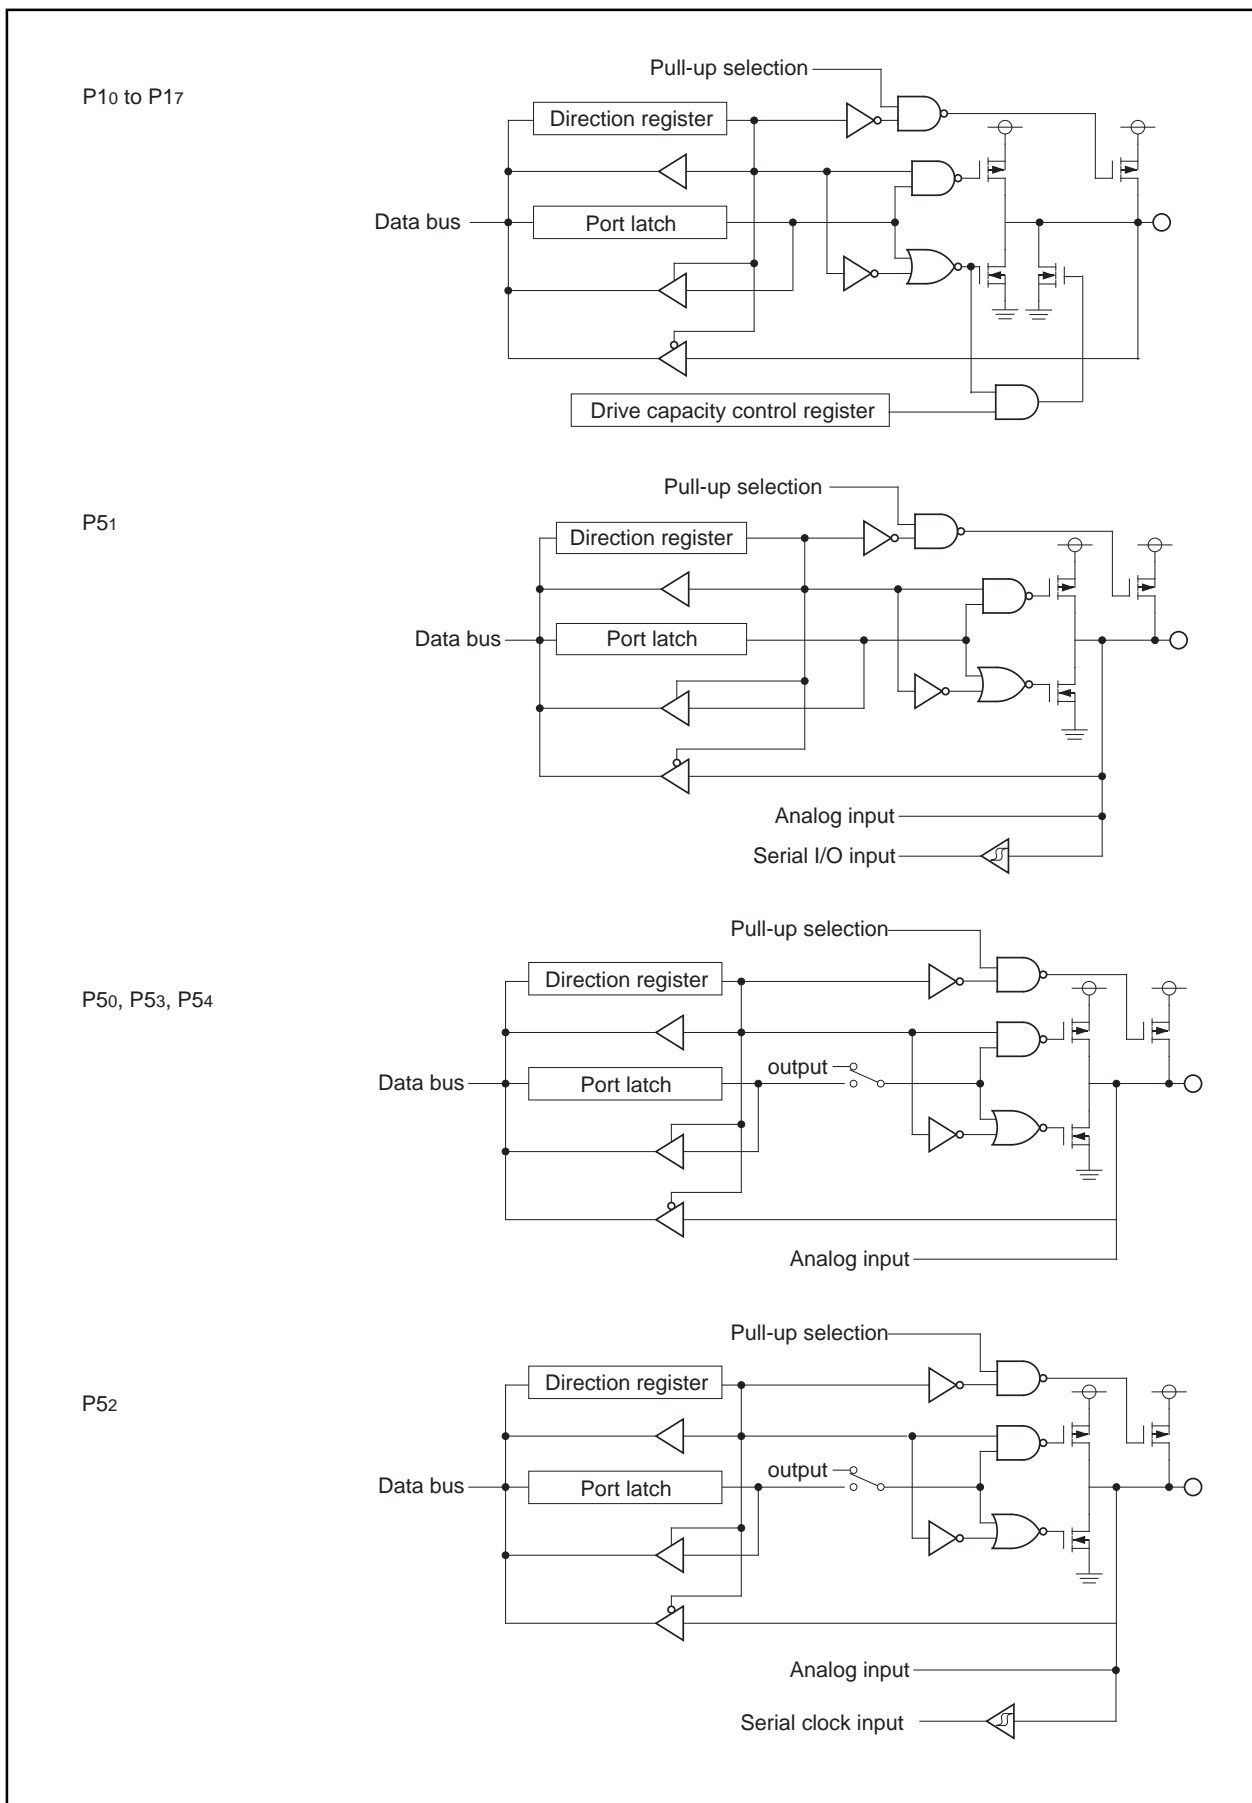 Pull-up selection
P10 to P17
Direction register
Data bus
Port latch
Drive capacity control register
Pull-up selection
P51
Direction register
Data bus
Port latch
Analog input
Serial I/O input
Pull-up selection
Direction register
P50, P53, P54
output
Data bus
Port latch
Analog input
Pull-up selection
Direction register
P52
output
Data bus
Port latch
Analog input
Serial clock input